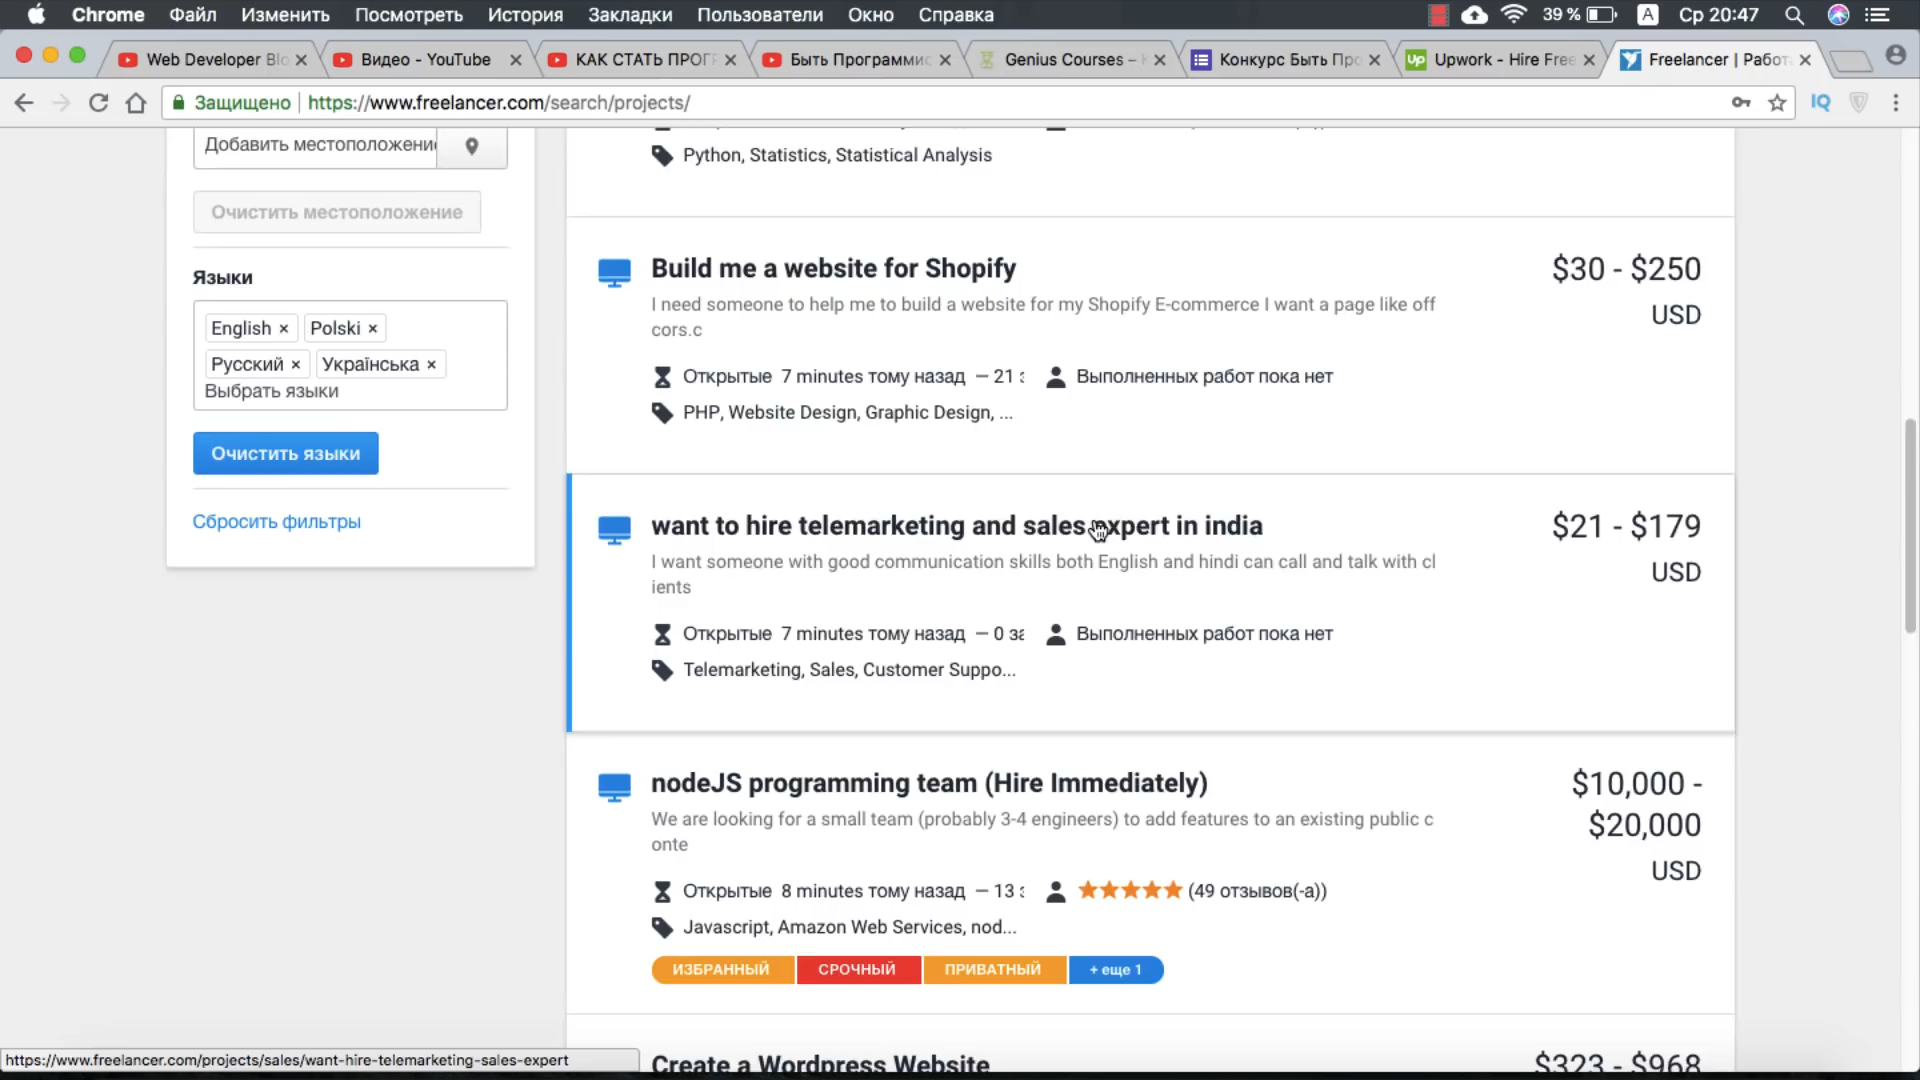 Chrome Файл Изменить Посмотреть История Закладки Пользователи Окно Справка 39 % A Ср 20:47
Web Developer Blo Видео - YouTube КАК СТАТЬ ПРОГР Быть Программис Genius Courses – Конкурс Быть Про Up Upwork - Hire Free Freelancer | Работ
Защищено https://www.freelancer.com/search/projects/ IQ
Добавить местоположени
Очистить местоположение
Языки
English × Polski ×
Русский × Українська ×
Выбрать языки
Очистить языки
Сбросить фильтры
Python, Statistics, Statistical Analysis
Build me a website for Shopify
$30 - $250
USD
I need someone to help me to build a website for my Shopify E-commerce I want a page like off
cors.c
Открытые 7 minutes тому назад – 21 Выполненных работ пока нет
PHP, Website Design, Graphic Design, ...
want to hire telemarketing and sales expert in india
$21 - $179
USD
I want someone with good communication skills both English and hindi can call and talk with cl
ients
Открытые 7 minutes тому назад – 0 за Выполненных работ пока нет
Telemarketing, Sales, Customer Suppo...
nodeJS programming team (Hire Immediately)
$10,000 -
$20,000
USD
We are looking for a small team (probably 3-4 engineers) to add features to an existing public c
onte
Открытые 8 minutes тому назад – 13 (49 отзывов(-а))
Javascript, Amazon Web Services, nod...
ИЗБРАННЫЙ СРОЧНЫЙ ПРИВАТНЫЙ + еще 1
Create a Wordpress Website
$323 - $968
https://www.freelancer.com/projects/sales/want-hire-telemarketing-sales-expert